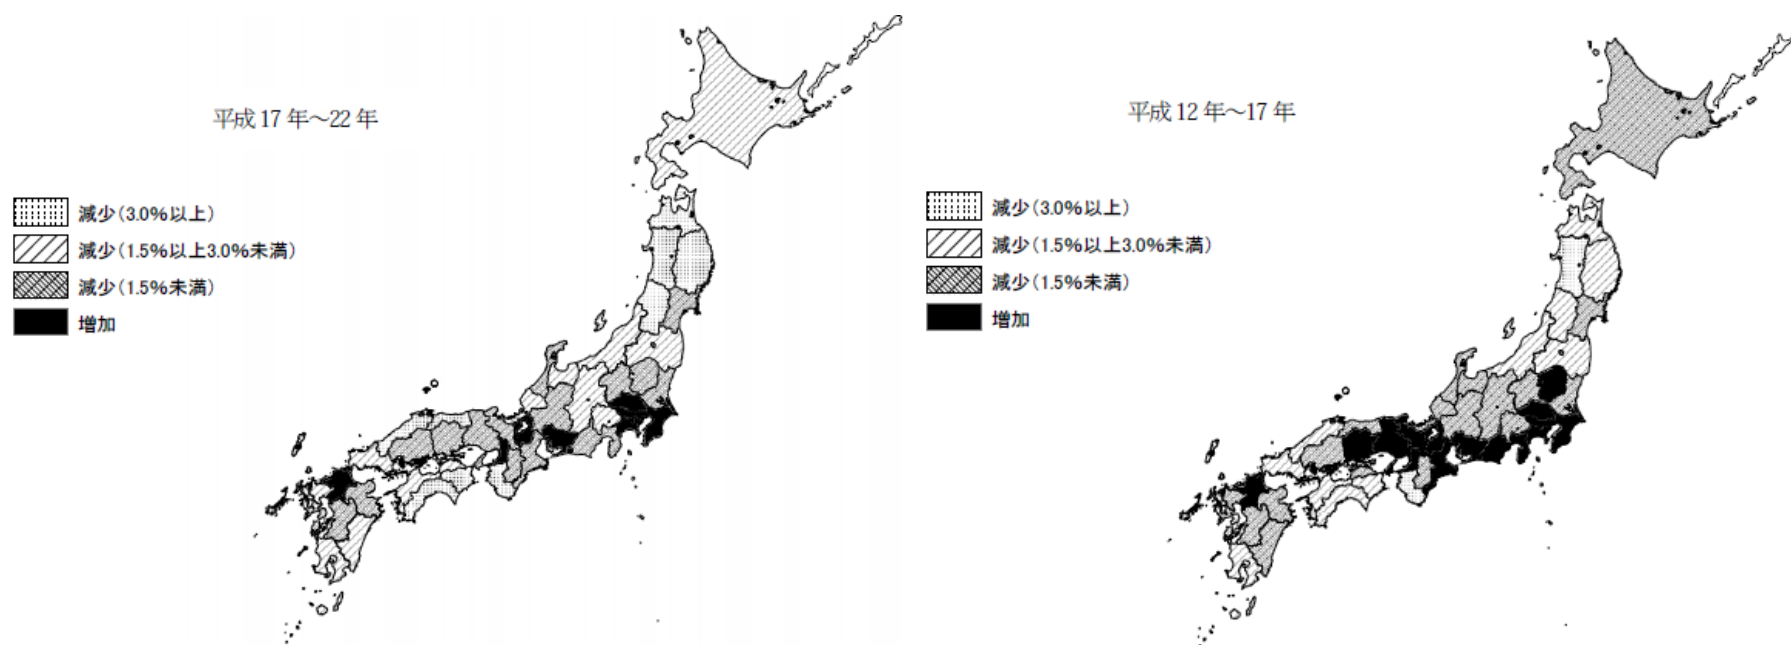 平成17年～22年
減少(3.0%以上)
減少(1.5%以上3.0%未満)
減少(1.5%未満)
増加
平成12年～17年
減少(3.0%以上)
減少(1.5%以上3.0%未満)
減少(1.5%未満)
増加